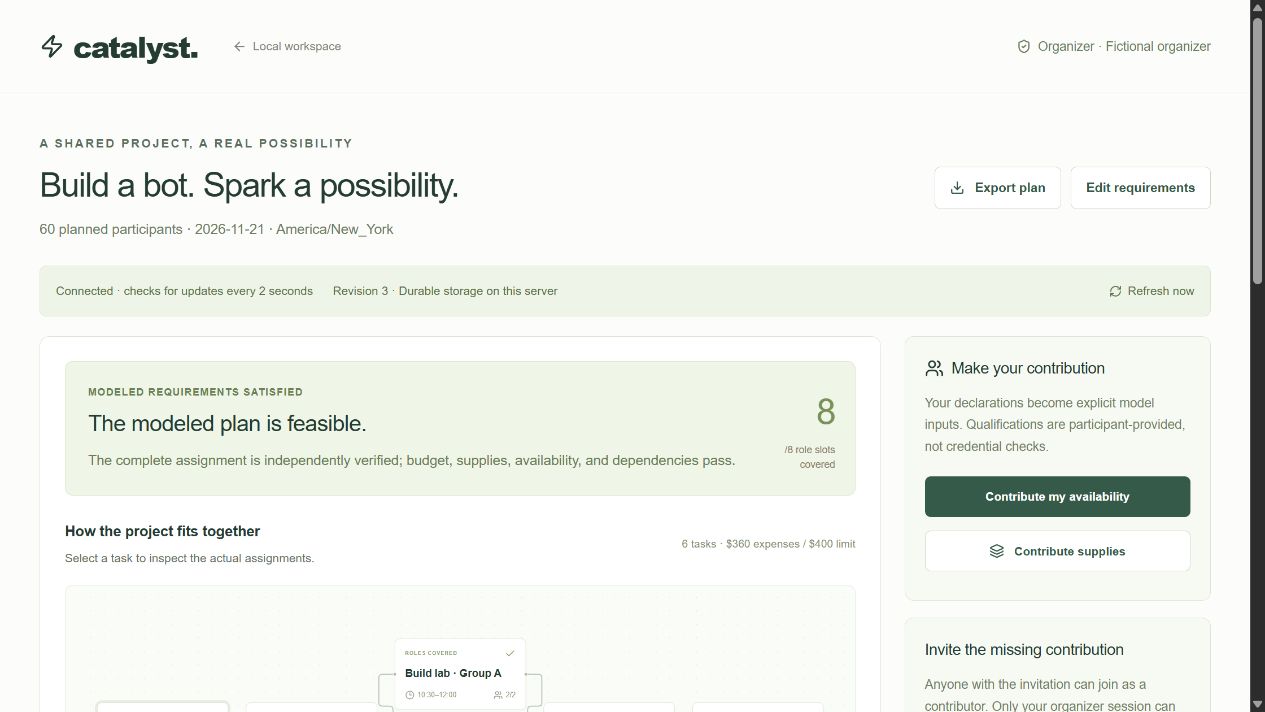 catalyst.
Local workspace
Organizer · Fictional organizer
A SHARED PROJECT, A REAL POSSIBILITY
Build a bot. Spark a possibility.
60 planned participants · 2026-11-21 · America/New_York
Export plan
Edit requirements
Connected · checks for updates every 2 seconds
Revision 3 · Durable storage on this server
Refresh now
MODELED REQUIREMENTS SATISFIED
The modeled plan is feasible.
The complete assignment is independently verified; budget, supplies, availability, and dependencies pass.
8
/8 role slots
covered
How the project fits together
Select a task to inspect the actual assignments.
6 tasks · $360 expenses / $400 limit
ROLES COVERED
Build lab · Group A
10:30–12:00
2/2
Make your contribution
Your declarations become explicit model
inputs. Qualifications are participant-provided,
not credential checks.
Contribute my availability
Contribute supplies
Invite the missing contribution
Anyone with the invitation can join as a
contributor. Only your organizer session can